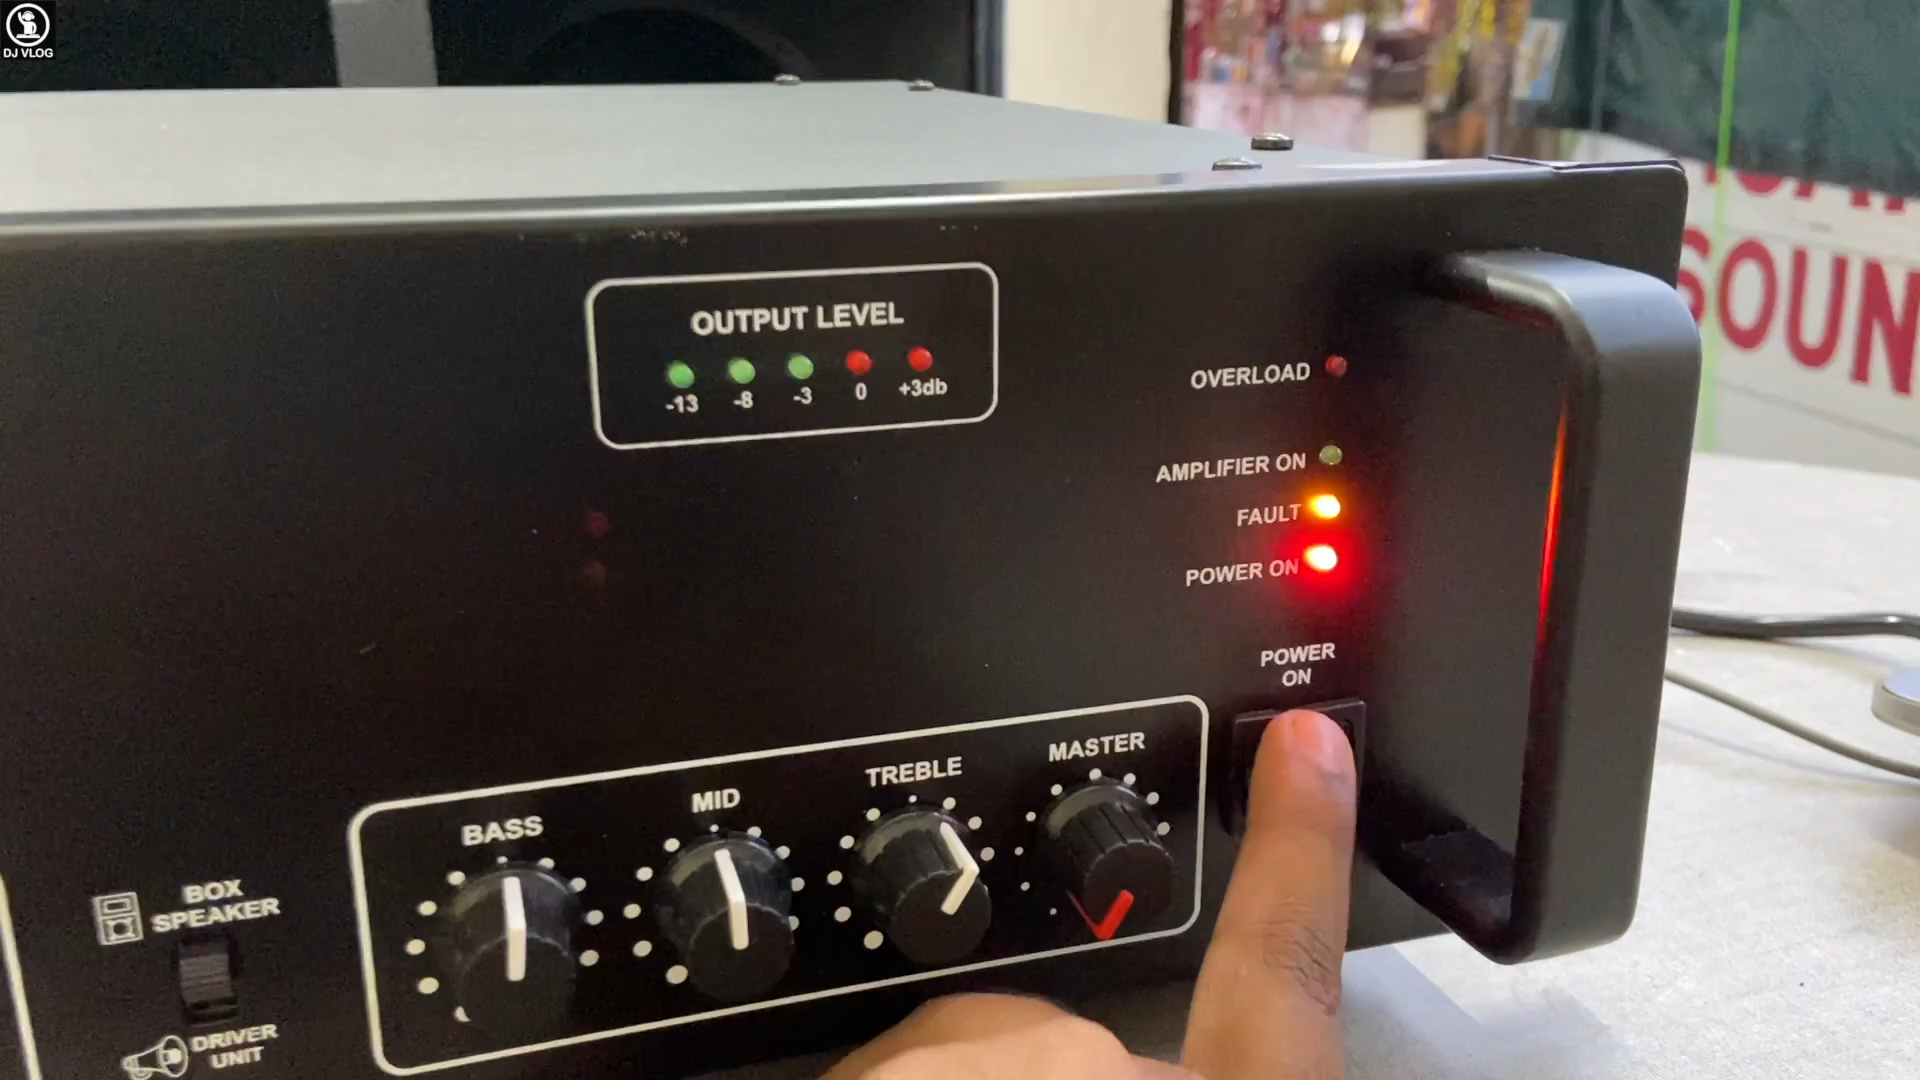 DJ VLOG
OUTPUT LEVEL
-13 -8 -3 0 +3db
OVERLOAD
AMPLIFIER ON
FAULT
POWER ON
POWER
ON
BASS
MID
TREBLE
MASTER
BOX
SPEAKER
DRIVER
UNIT
SOUN